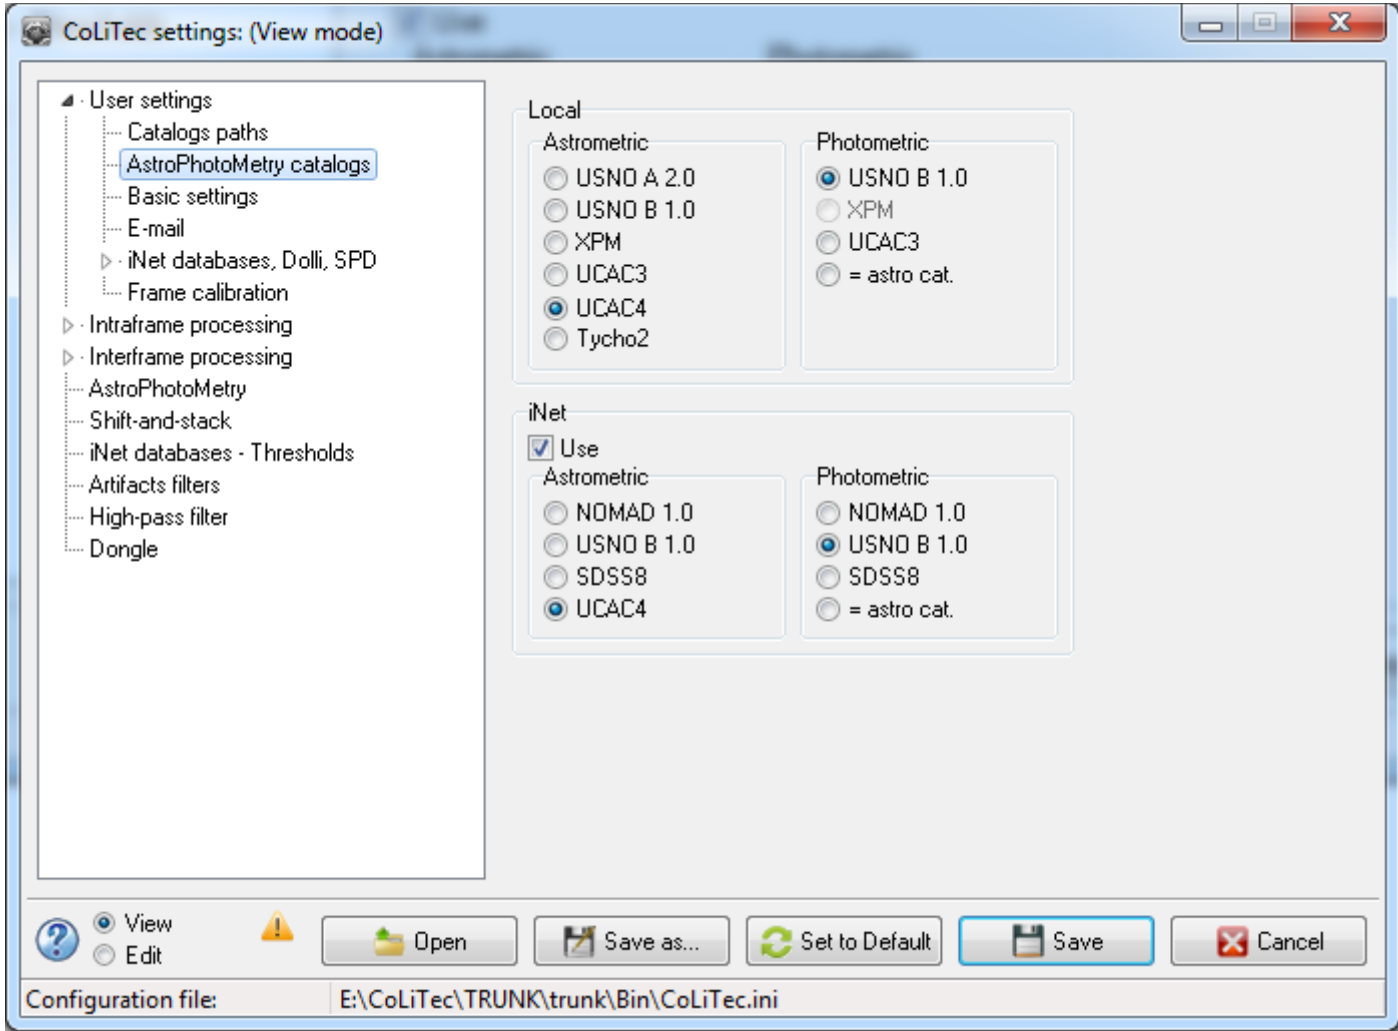 CoLiTec settings: (View mode)
User settings
Catalogs paths
AstroPhotoMetry catalogs
Basic settings
E-mail
iNet databases, Dolli, SPD
Frame calibration
Intraframe processing
Interframe processing
AstroPhotoMetry
Shift-and-stack
iNet databases - Thresholds
Artifacts filters
High-pass filter
Dongle
Local
Astrometric
USNO A 2.0
USNO B 1.0
XPM
UCAC3
UCAC4
Tycho2
Photometric
USNO B 1.0
XPM
UCAC3
= astro cat.
iNet
Use
Astrometric
NOMAD 1.0
USNO B 1.0
SDSS8
UCAC4
Photometric
NOMAD 1.0
USNO B 1.0
SDSS8
= astro cat.
View
Edit
Open
Save as...
Set to Default
Save
Cancel
Configuration file:
E:\CoLiTec\TRUNK\trunk\Bin\CoLiTec.ini